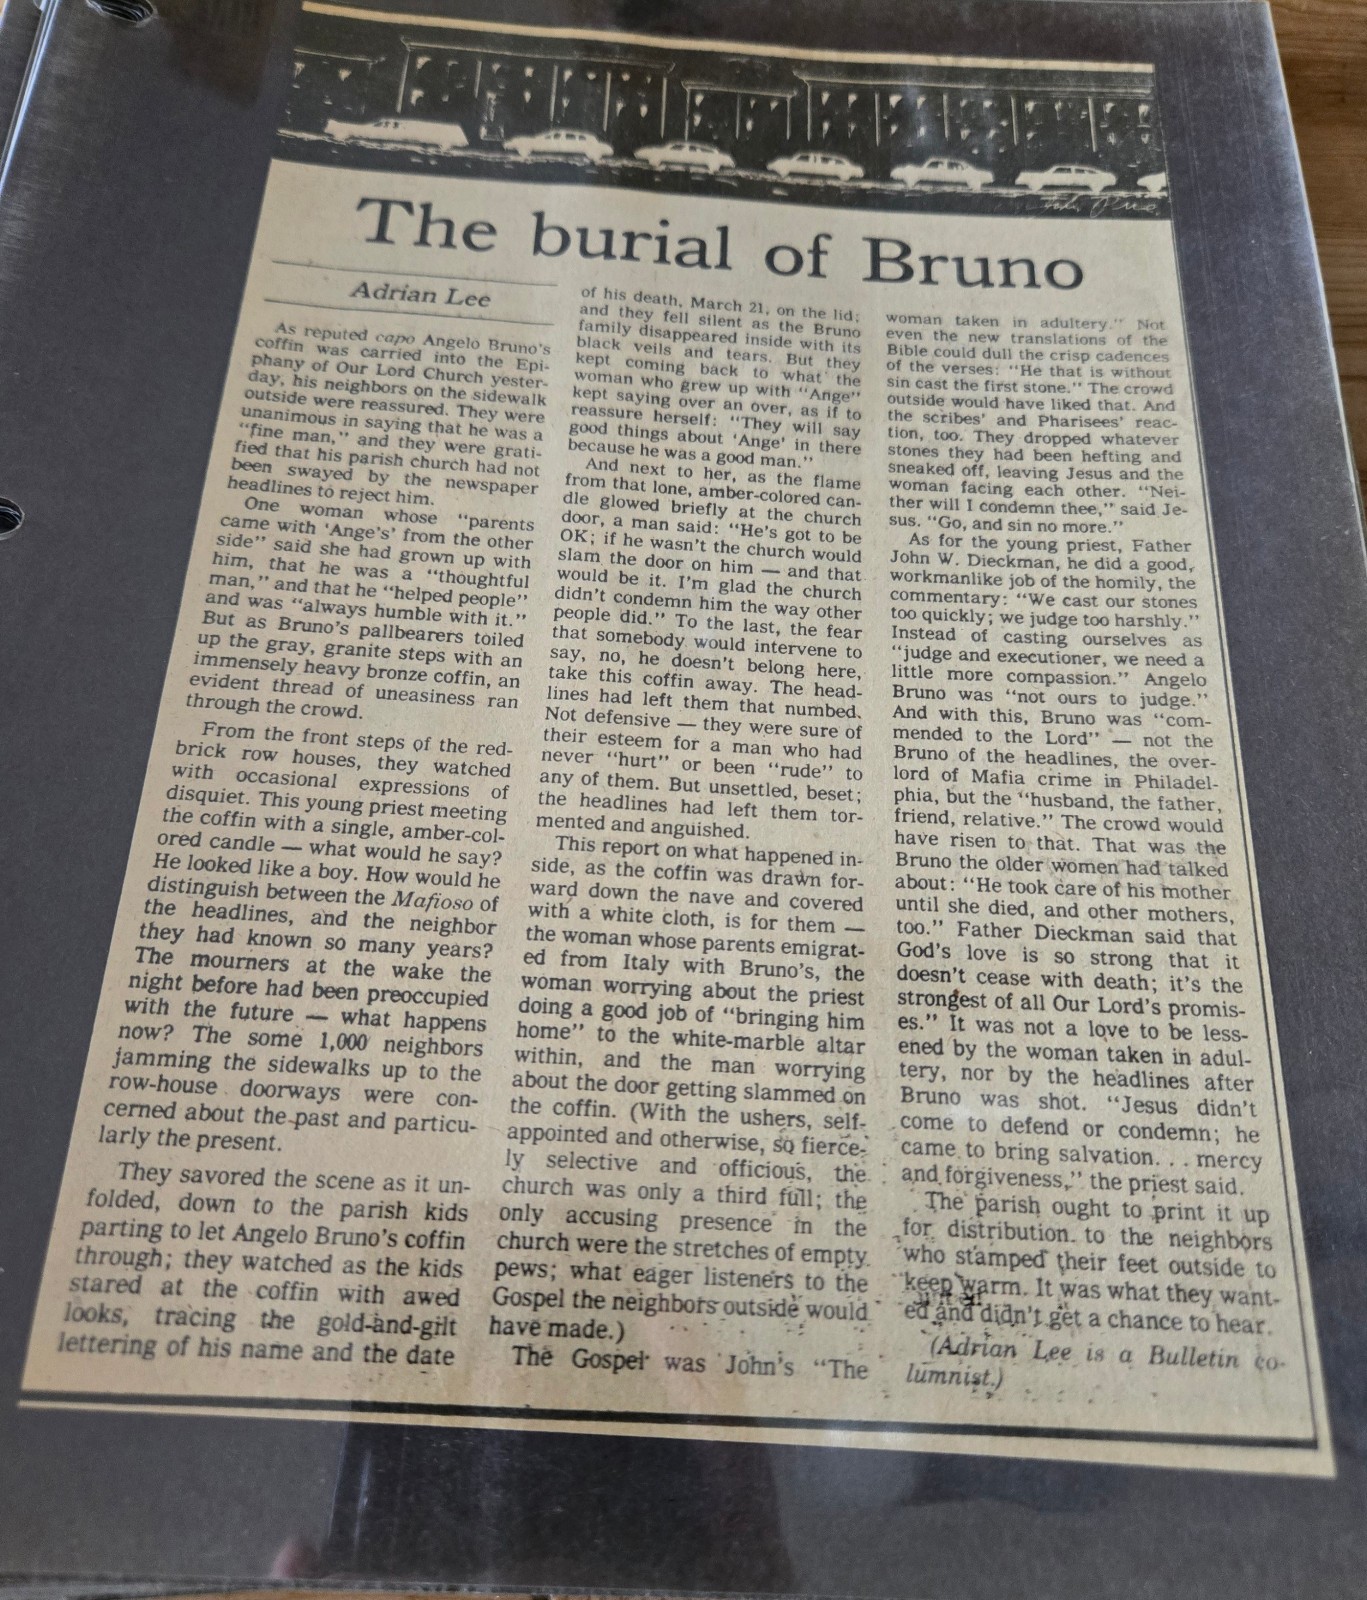 The burial of Bruno
Adrian Lee
As reputed capo Angelo Bruno's
coffin was carried into the Epi-
phany of Our Lord Church yester-
day, his neighbors on the sidewalk
outside were reassured. They were
unanimous in saying that he was a
"fine man," and they were grati-
fied that his parish church had not
been swayed by the newspaper
headlines to reject him.
One woman whose "parents
came with 'Ange's' from the other
side" said she had grown up with
him, that he was a "thoughtful
man," and that he "helped people"
and was "always humble with it."
But as Bruno's pallbearers toiled
up the gray, granite steps with an
immensely heavy bronze coffin, an
evident thread of uneasiness ran
through the crowd.
From the front steps of the red-
brick row houses, they watched
with occasional expressions of
disquiet. This young priest meeting
the coffin with a single, amber-col-
ored candle — what would he say?
He looked like a boy. How would he
distinguish between the Mafioso of
the headlines, and the neighbor
they had known so many years?
The mourners at the wake the
night before had been preoccupied
with the future — what happens
now? The some 1,000 neighbors
jamming the sidewalks up to the
row-house doorways were con-
cerned about the past and particu-
larly the present.
They savored the scene as it un-
folded, down to the parish kids
parting to let Angelo Bruno's coffin
through; they watched as the kids
stared at the coffin with awed
looks, tracing the gold-and-gilt
lettering of his name and the date
of his death, March 21, on the lid;
and they fell silent as the Bruno
family disappeared inside with its
black veils and tears. But they
kept coming back to what the
woman who grew up with "Ange"
kept saying over an over, as if to
reassure herself: "They will say
good things about 'Ange' in there
because he was a good man."
And next to her, as the flame
from that lone, amber-colored can-
dle glowed briefly at the church
door, a man said: "He's got to be
OK; if he wasn't the church would
slam the door on him — and that
would be it. I'm glad the church
didn't condemn him the way other
people did." To the last, the fear
that somebody would intervene to
say, no, he doesn't belong here,
take this coffin away. The head-
lines had left them that numbed.
Not defensive — they were sure of
their esteem for a man who had
never "hurt" or been "rude" to
any of them. But unsettled, beset;
the headlines had left them tor-
mented and anguished.
This report on what happened in-
side, as the coffin was drawn for-
ward down the nave and covered
with a white cloth, is for them —
the woman whose parents emigrat-
ed from Italy with Bruno's, the
woman worrying about the priest
doing a good job of "bringing him
home" to the white-marble altar
within, and the man worrying
about the door getting slammed on
the coffin. (With the ushers, self-
appointed and otherwise, so fierce-
ly selective and officious, the
church was only a third full; the
only accusing presence in the
church were the stretches of empty
pews; what eager listeners to the
Gospel the neighbors outside would
have made.)
The Gospel was John's "The
woman taken in adultery." Not
even the new translations of the
Bible could dull the crisp cadences
of the verses: "He that is without
sin cast the first stone." The crowd
outside would have liked that. And
the scribes' and Pharisees' reac-
tion, too. They dropped whatever
stones they had been hefting and
sneaked off, leaving Jesus and the
woman facing each other. "Nei-
ther will I condemn thee," said Je-
sus. "Go, and sin no more."
As for the young priest, Father
John W. Dieckman, he did a good,
workmanlike job of the homily, the
commentary: "We cast our stones
too quickly; we judge too harshly."
Instead of casting ourselves as
"judge and executioner, we need a
little more compassion." Angelo
Bruno was "not ours to judge."
And with this, Bruno was "com-
mended to the Lord" — not the
Bruno of the headlines, the over-
lord of Mafia crime in Philadel-
phia, but the "husband, the father,
friend, relative." The crowd would
have risen to that. That was the
Bruno the older women had talked
about: "He took care of his mother
until she died, and other mothers,
too." Father Dieckman said that
God's love is so strong that it
doesn't cease with death; it's the
strongest of all Our Lord's promis-
es." It was not a love to be less-
ened by the woman taken in adul-
tery, nor by the headlines after
Bruno was shot. "Jesus didn't
come to defend or condemn; he
came to bring salvation. . . mercy
and forgiveness," the priest said.
The parish ought to print it up
for distribution to the neighbors
who stamped their feet outside to
keep warm. It was what they want-
ed and didn't get a chance to hear.
(Adrian Lee is a Bulletin co-
lumnist.)